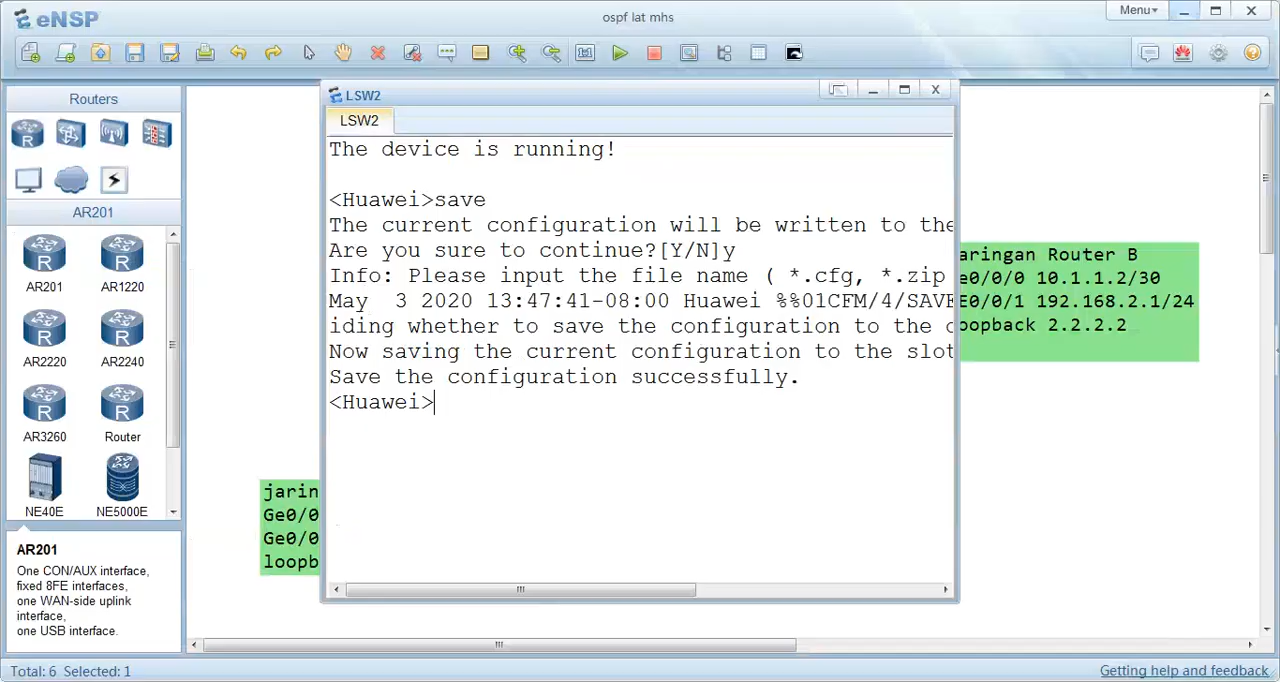 eNSP
ospf lat mhs
Menu
Routers
AR201
AR201
AR1220
AR2220
AR2240
AR3260
Router
NE40E
NE5000E
AR201
One CON/AUX interface,
fixed 8FE interfaces,
one WAN-side uplink
interface,
one USB interface.
LSW2
LSW2
The device is running!
<Huawei>save
The current configuration will be written to the
Are you sure to continue?[Y/N]y
Info: Please input the file name ( *.cfg, *.zip
May  3 2020 13:47:41-08:00 Huawei %%01CFM/4/SAVE
iding whether to save the configuration to the
Now saving the current configuration to the slot
Save the configuration successfully.
<Huawei>
aringan Router B
e0/0/0 10.1.1.2/30
E0/0/1 192.168.2.1/24
oopback 2.2.2.2
jarin
Ge0/0
Ge0/0
loopb
Total: 6 Selected: 1
Getting help and feedback